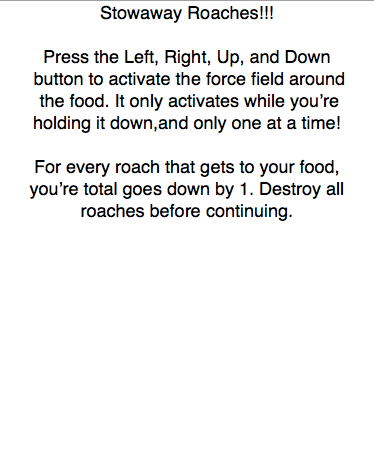 Stowaway Roaches!!!
Press the Left, Right, Up, and Down
button to activate the force field around
the food. It only activates while you’re
holding it down,and only one at a time!
For every roach that gets to your food,
you’re total goes down by 1. Destroy all
roaches before continuing.